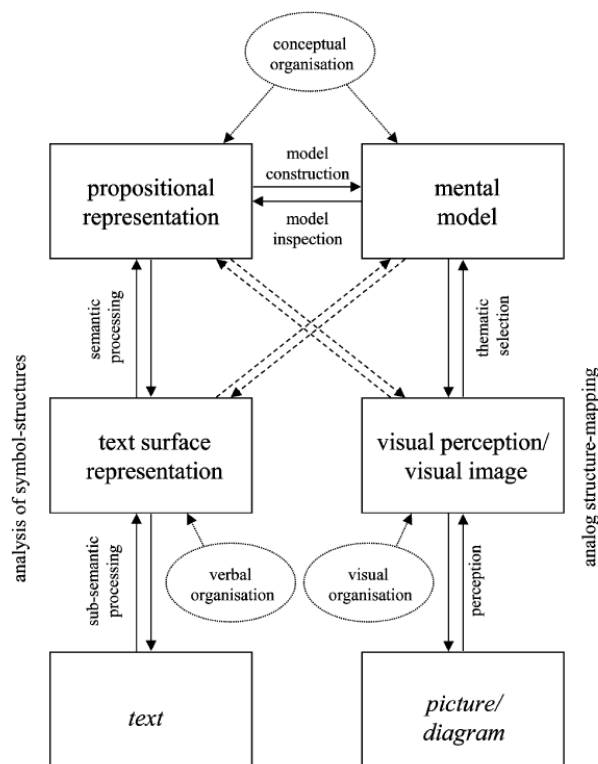 conceptual
organisation
propositional
representation
model
construction
model
inspection
mental
model
semantic
processing
thematic
selection
analysis of symbol-structures
text surface
representation
visual perception/
visual image
analog structure-mapping
sub-semantic
processing
verbal
organisation
visual
organisation
perception
text
picture/
diagram